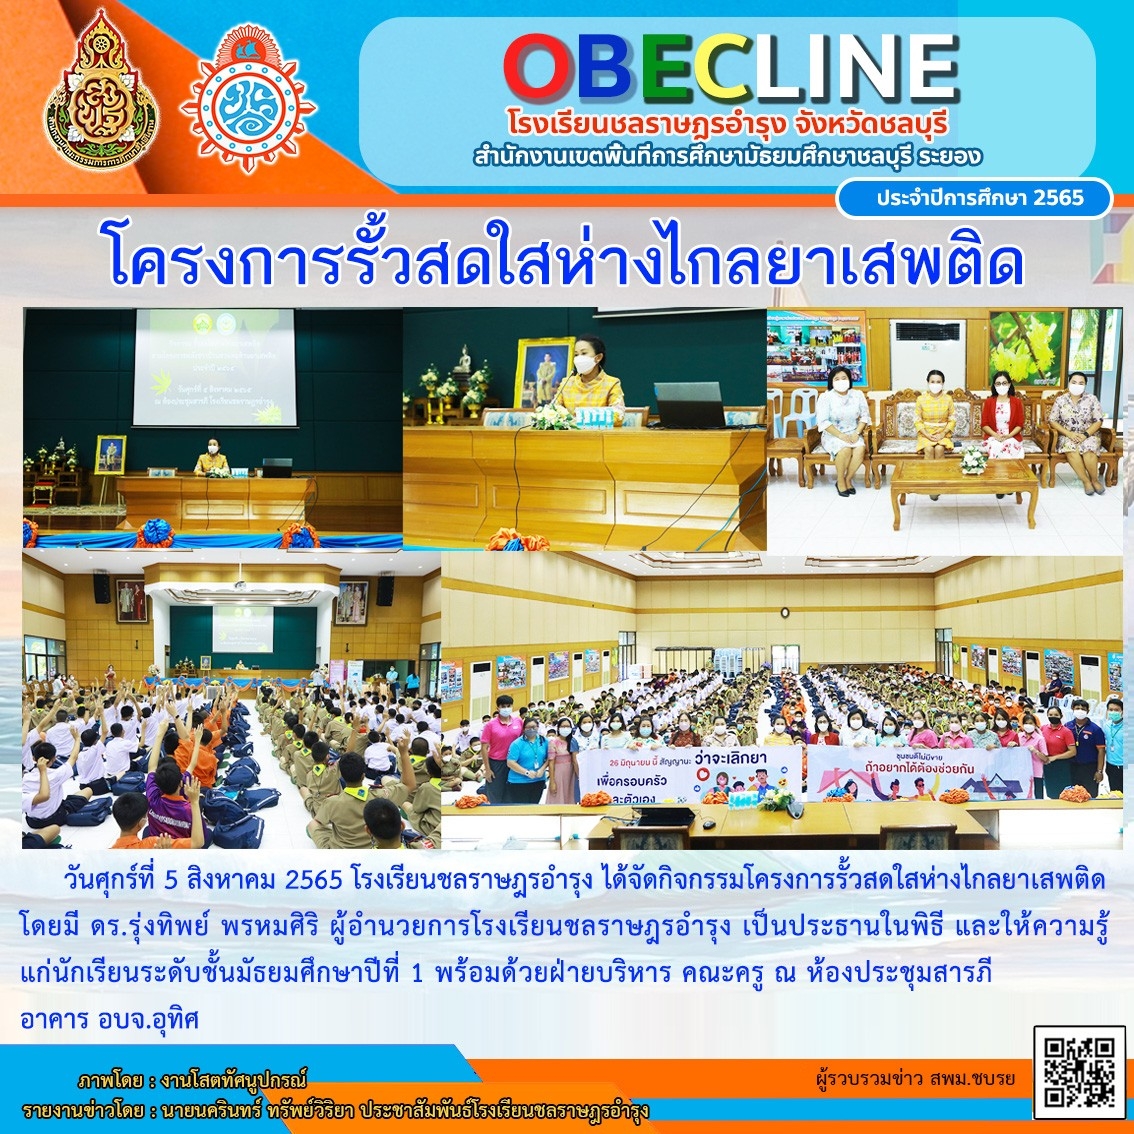 OBECLINE
โรงเรียนชลราษฎรอำรุง จังหวัดชลบุรี
สำนักงานเขตพื้นที่การศึกษามัธยมศึกษาชลบุรี ระยอง
ประจำปีการศึกษา 2565
โครงการรั้วสดใสห่างไกลยาเสพติด
26 มิถุนายน นี้ สัญญานะ ว่าจะเลิกยา
เพื่อครอบครัว
และตัวเอง
ชุมชนดีไม่มีขาย
ถ้าอยากได้ต้องช่วยกัน
วันศุกร์ที่ 5 สิงหาคม 2565 โรงเรียนชลราษฎรอำรุง ได้จัดกิจกรรมโครงการรั้วสดใสห่างไกลยาเสพติด
โดยมี ดร.รุ่งทิพย์ พรหมศิริ ผู้อำนวยการโรงเรียนชลราษฎรอำรุง เป็นประธานในพิธี และให้ความรู้
แก่นักเรียนระดับชั้นมัธยมศึกษาปีที่ 1 พร้อมด้วยฝ่ายบริหาร คณะครู ณ ห้องประชุมสารภี
อาคาร อบจ.อุทิศ
ภาพโดย : งานโสตทัศนูปกรณ์
รายงานข่าวโดย : นายนครินทร์ ทรัพย์วิริยา ประชาสัมพันธ์โรงเรียนชลราษฎรอำรุง
ผู้รวบรวมข่าว สพม.ชบรย